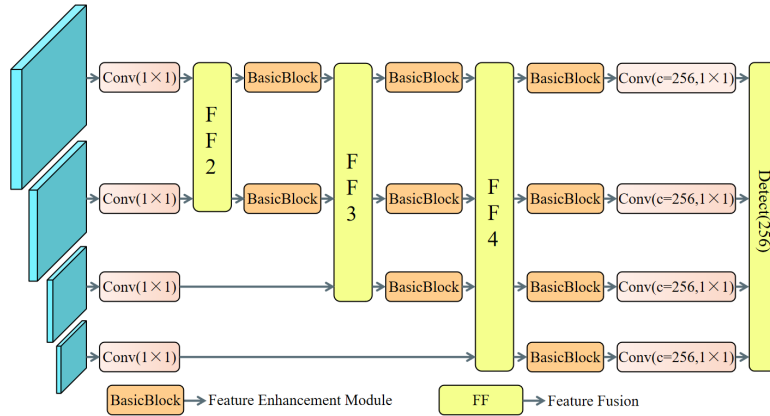 Conv(1×1) BasicBlock BasicBlock BasicBlock Conv(c=256,1×1)
FF2
FF3
FF4
Detect(256)
Conv(1×1) BasicBlock BasicBlock BasicBlock Conv(c=256,1×1)
Conv(1×1) BasicBlock BasicBlock Conv(c=256,1×1)
Conv(1×1) BasicBlock Conv(c=256,1×1)
BasicBlock Feature Enhancement Module FF Feature Fusion